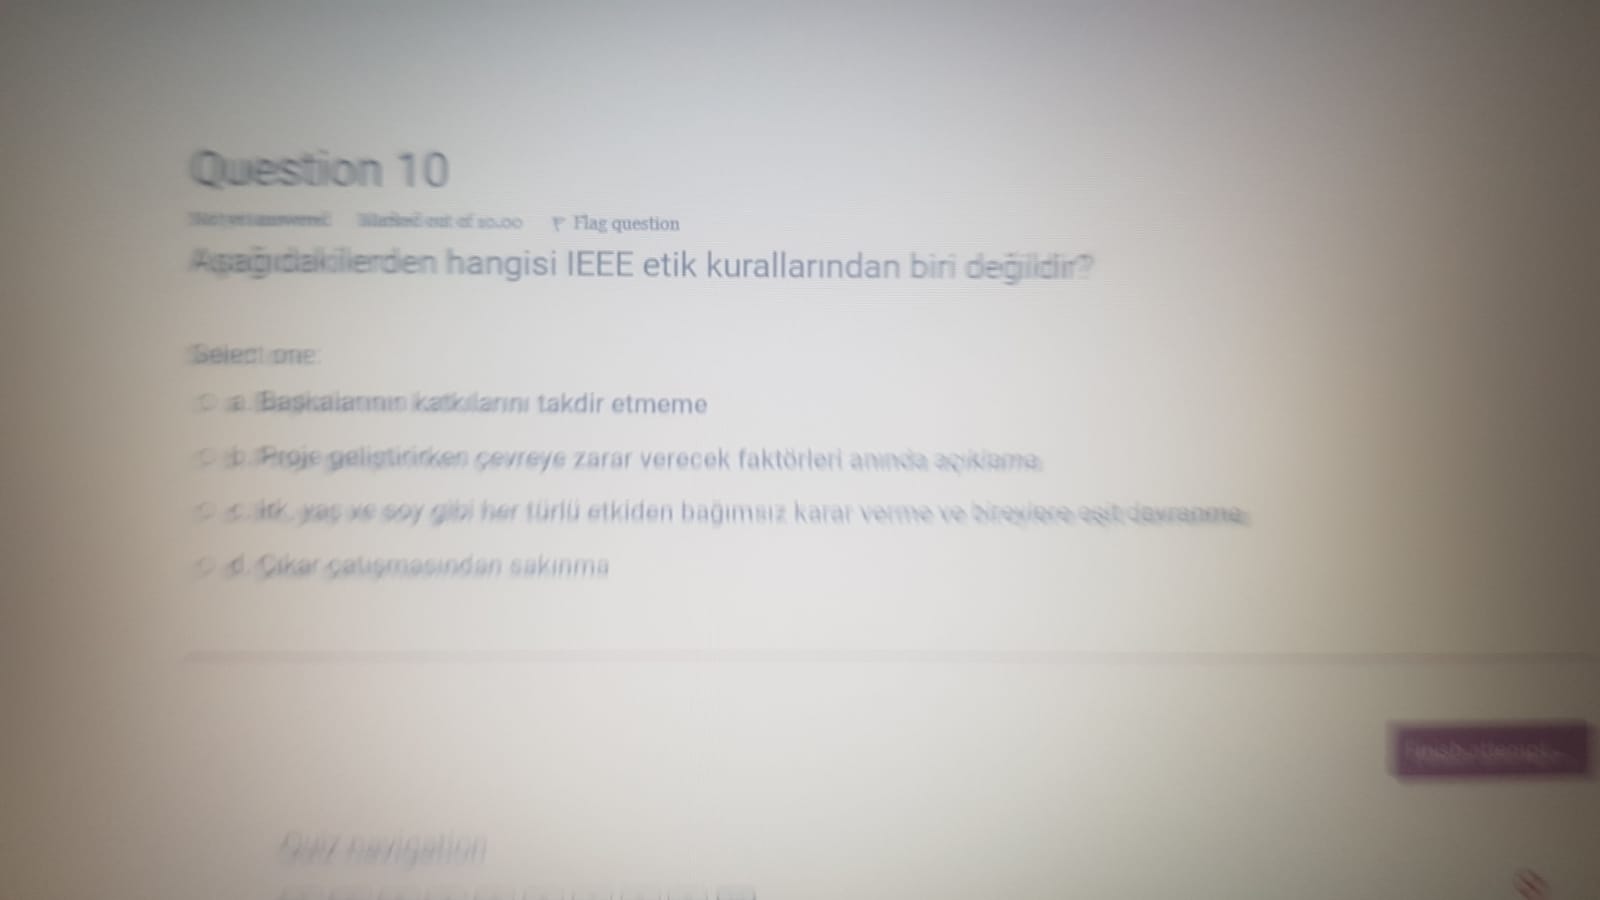 Question 10
Not yet answered Marked out of 10.00 Flag question
Aşağıdakilerden hangisi IEEE etik kurallarından biri değildir?
Select one:
a. Başkalarının katkılarını takdir etmeme
b. Proje geliştirirken çevreye zarar verecek faktörleri anında açıklama
c. Irk, yaş ve soy gibi her türlü etkiden bağımsız karar verme ve bireylere eşit davranma
d. Çıkar çatışmasından sakınma
Finish attempt
Quiz navigation